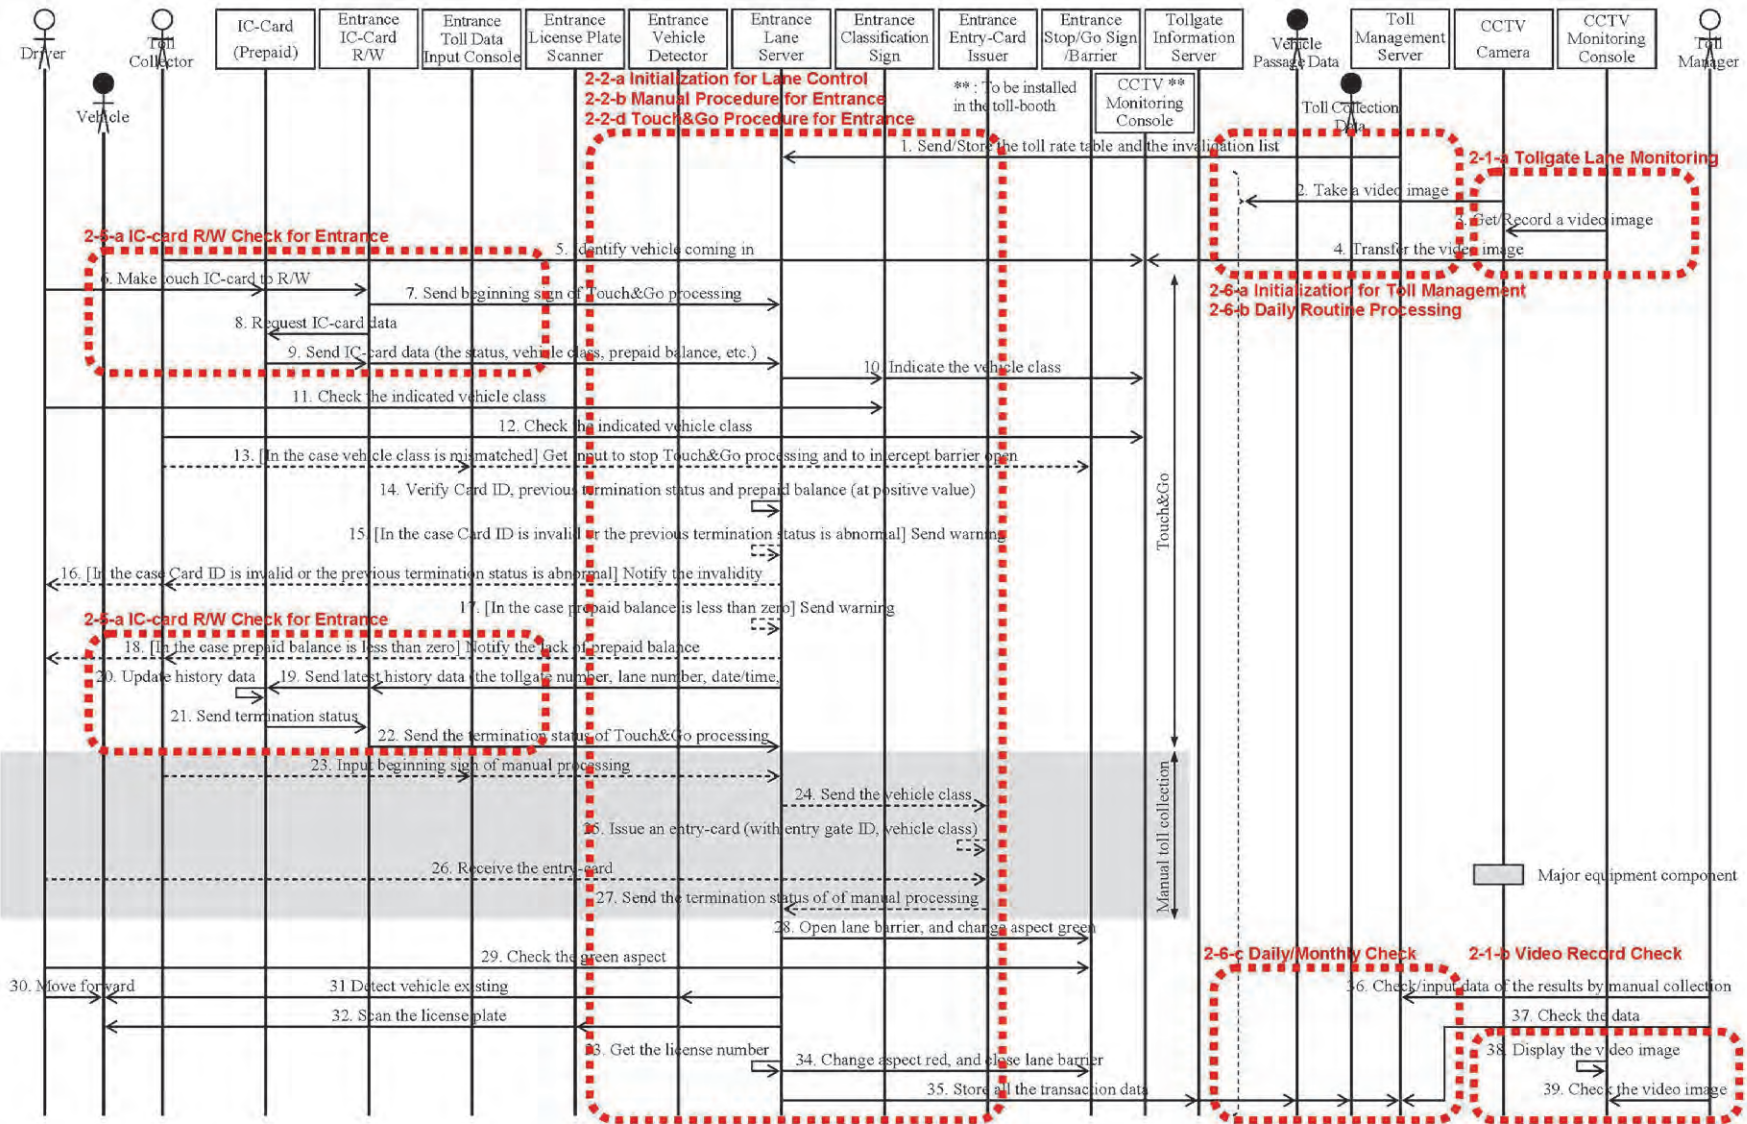 Driver
Toll
Collector
IC-Card
(Prepaid)
Entrance
IC-Card
R/W
Entrance
Toll Data
Input Console
Entrance
License Plate
Scanner
Entrance
Vehicle
Detector
Entrance
Lane
Server
Entrance
Classification
Sign
Entrance
Entry-Card
Issuer
Entrance
Stop/Go Sign
/Barrier
Tollgate
Information
Server
Vehicle
Passage Data
Toll
Management
Server
CCTV
Camera
CCTV
Monitoring
Console
Toll
Manager
Vehicle
2-2-a Initialization for Lane Control
2-2-b Manual Procedure for Entrance
2-2-d Touch&Go Procedure for Entrance
** : To be installed
in the toll-booth
CCTV **
Monitoring
Console
Toll Collection
Data
1. Send/Store the toll rate table and the invalidation list
2-1-a Tollgate Lane Monitoring
2. Take a video image
3. Get/Record a video image
2-5-a IC-card R/W Check for Entrance
5. Identify vehicle coming in
4. Transfer the video image
6. Make touch IC-card to R/W
7. Send beginning sign of Touch&Go processing
2-6-a Initialization for Toll Management
2-6-b Daily Routine Processing
8. Request IC-card data
9. Send IC-card data (the status, vehicle class, prepaid balance, etc.)
10. Indicate the vehicle class
11. Check the indicated vehicle class
12. Check the indicated vehicle class
13. [In the case vehicle class is mismatched] Get input to stop Touch&Go processing and to intercept barrier open
14. Verify Card ID, previous termination status and prepaid balance (at positive value)
Touch&Go
15. [In the case Card ID is invalid or the previous termination status is abnormal] Send warning
16. [In the case Card ID is invalid or the previous termination status is abnormal] Notify the invalidity
17. [In the case prepaid balance is less than zero] Send warning
2-5-a IC-card R/W Check for Entrance
18. [In the case prepaid balance is less than zero] Notify the lack of prepaid balance
20. Update history data
19. Send latest history data (the tollgate number, lane number, date/time,
21. Send termination status
22. Send the termination status of Touch&Go processing
23. Input beginning sign of manual processing
24. Send the vehicle class
25. Issue an entry-card (with entry gate ID, vehicle class)
Manual toll collection
26. Receive the entry-card
Major equipment component
27. Send the termination status of of manual processing
28. Open lane barrier, and change aspect green
29. Check the green aspect
2-6-c Daily/Monthly Check
2-1-b Video Record Check
30. Move forward
31 Detect vehicle existing
36. Check/input data of the results by manual collection
32. Scan the license plate
37. Check the data
33. Get the license number
34. Change aspect red, and close lane barrier
38. Display the video image
35. Store all the transaction data
39. Check the video image